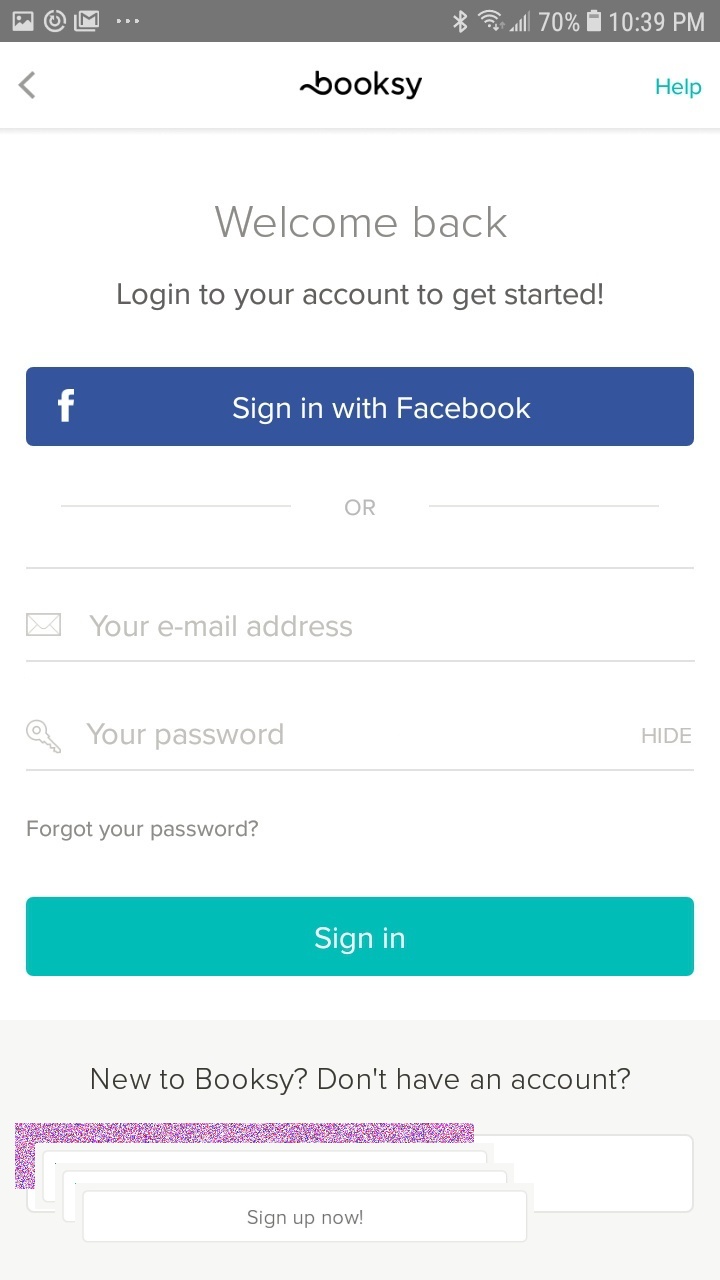 70% 10:39 PM
booksy
Help
Welcome back
Login to your account to get started!
f Sign in with Facebook
OR
Your e-mail address
Your password HIDE
Forgot your password?
Sign in
New to Booksy? Don't have an account?
Sign up now!